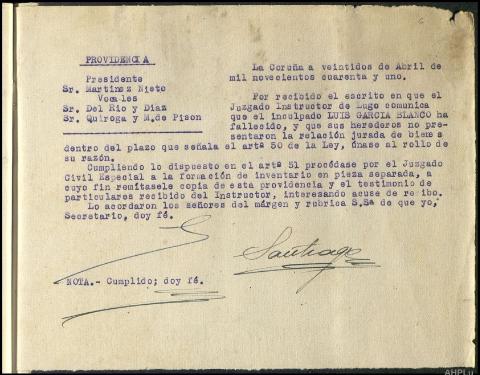 6
PROVIDENCIA
Presidente
Sr. Martinez Nieto
Vocales
Sr. Del Rio y Diaz
Sr. Quiroga y M.de Pison
La Coruña a veintidos de Abril de
mil novecientos cuarenta y uno.
Por recibido el escrito en que el
Juzgado Instructor de Lugo comunica
que el inculpado LUIS GARCIA BLANCO ha
fallecido, y que sus herederos no pre-
sentaron la relación jurada de bienes
dentro del plazo que señala el artº 50 de la Ley, únase al rollo de
su razón.
Cumpliendo lo dispuesto en el artº 51 procédase por el Juzgado
Civil Especial a la formación de inventario en pieza separada, a
cuyo fin remítasele copia de esta providencia y el testimonio de
particulares recibido del Instructor, interesando acuse de recibo.
Lo acordaron los señores del márgen y rubrica S.Sª de que yo,
Secretario, doy fé.
Santiago
NOTA.- Cumplido; doy fé.
AHPLu